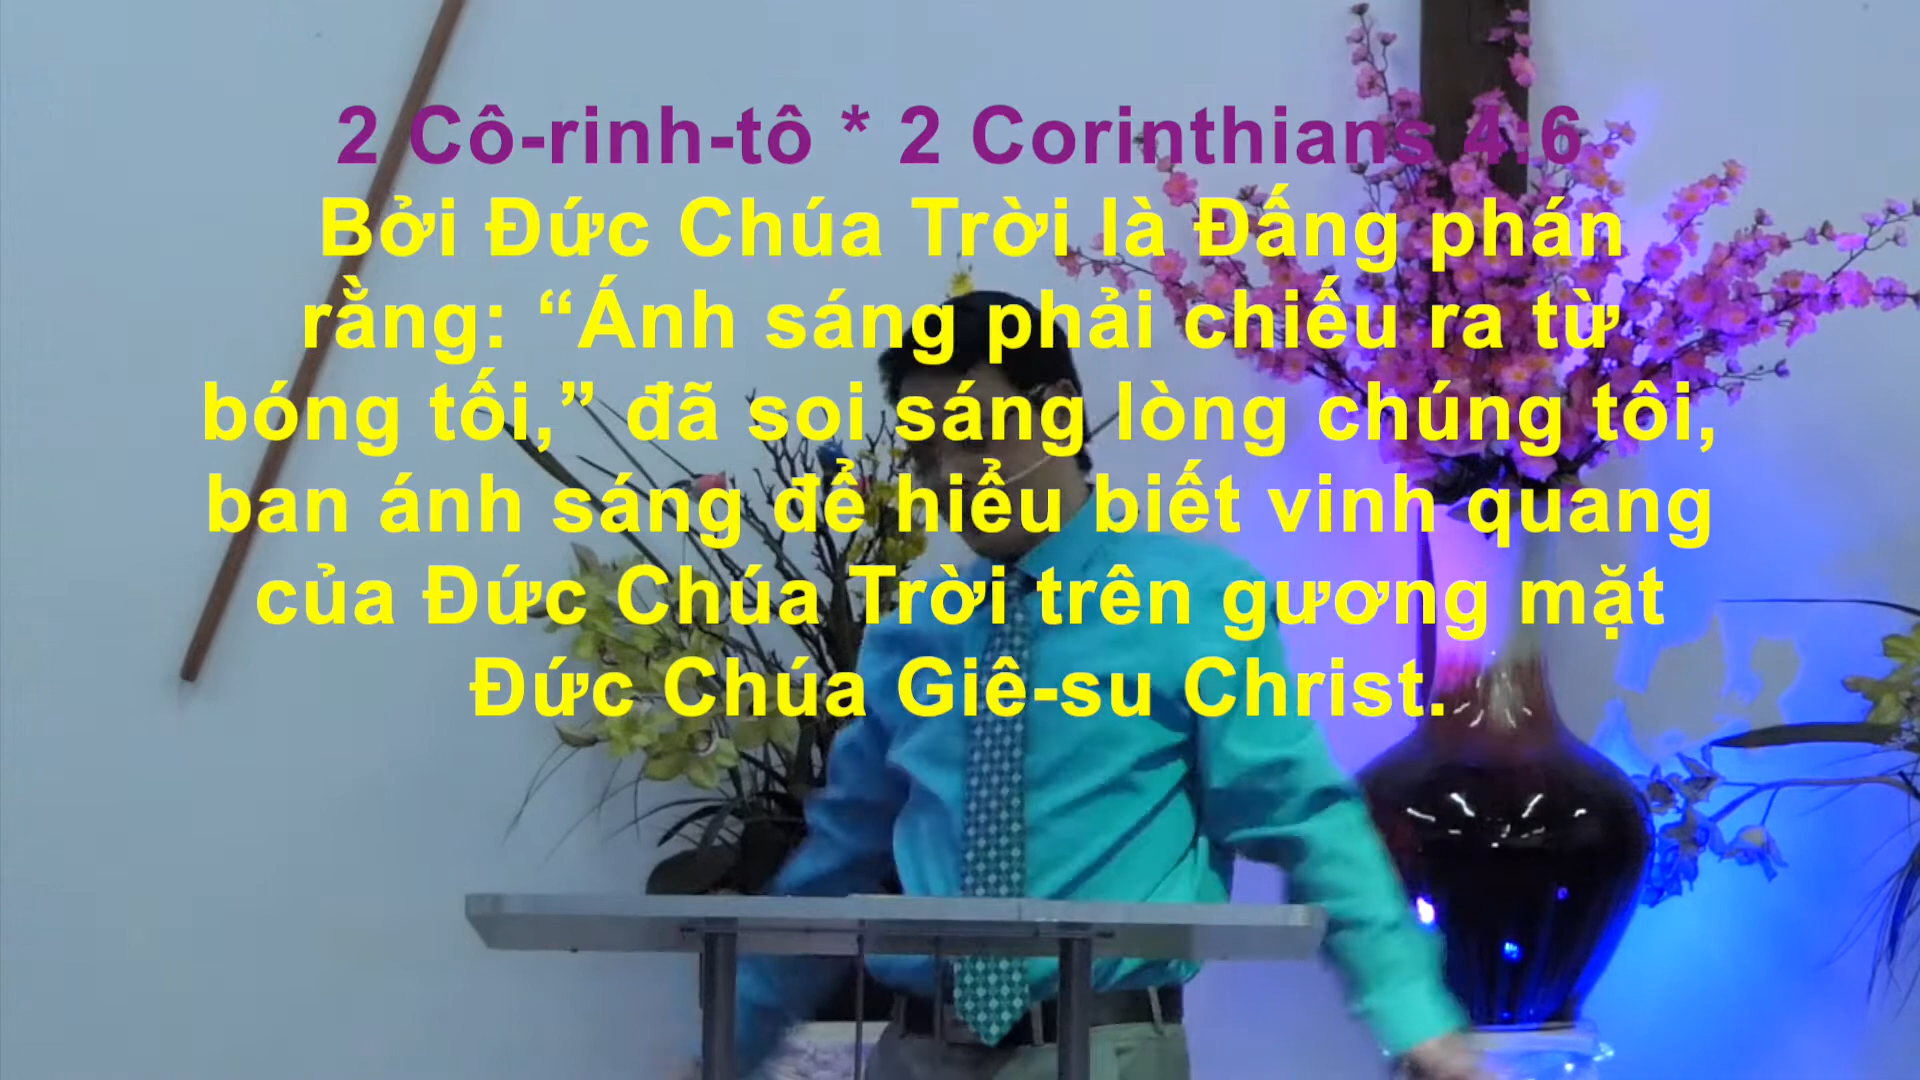 2 Cô-rinh-tô * 2 Corinthians 4:6
Bởi Đức Chúa Trời là Đấng phán
rằng: “Ánh sáng phải chiếu ra từ
bóng tối,” đã soi sáng lòng chúng tôi,
ban ánh sáng để hiểu biết vinh quang
của Đức Chúa Trời trên gương mặt
Đức Chúa Giê-su Christ.